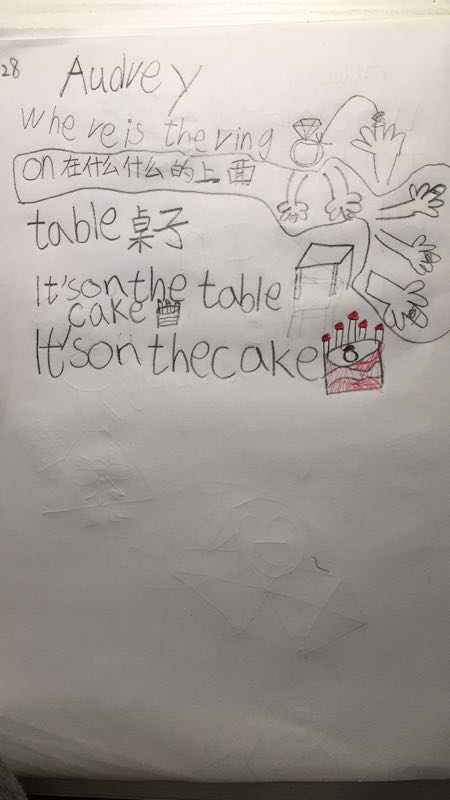 28
Audrey
where is the ring
on 在什么什么的上面
table 桌子
It's on the table
cake
It's on the cake